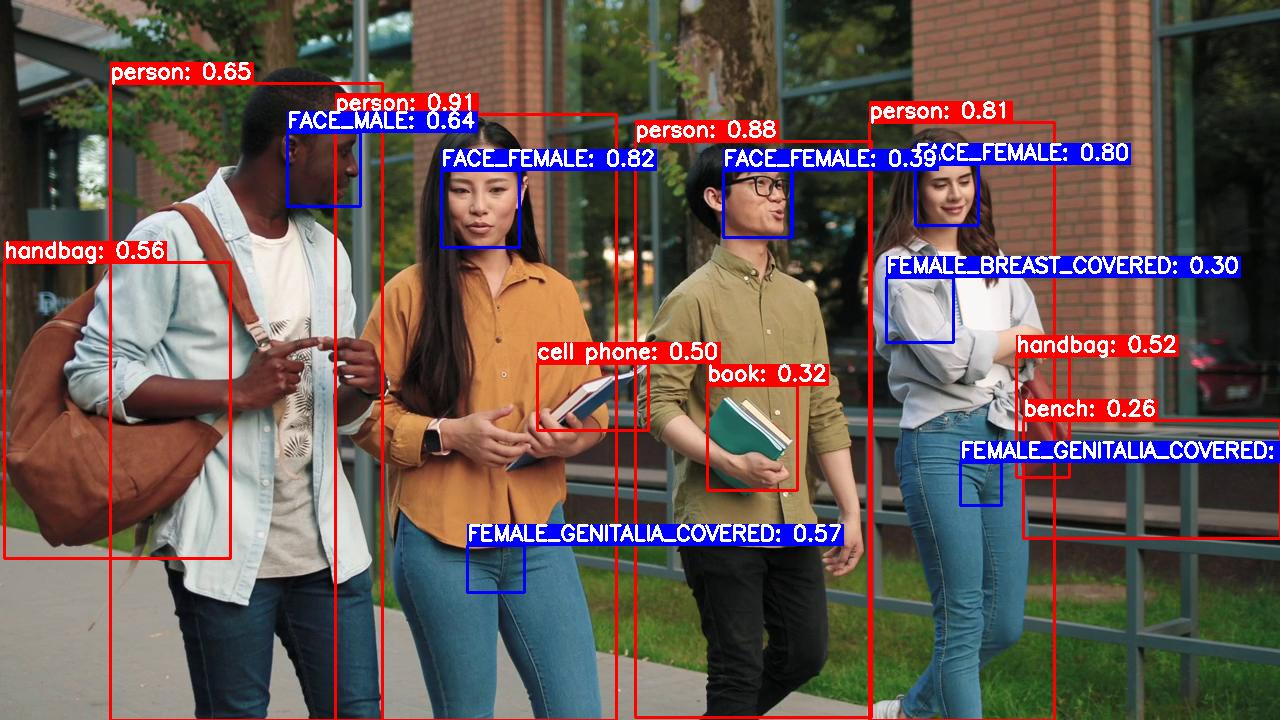 person: 0.65
person: 0.91
FACE_MALE: 0.64
person: 0.81
person: 0.88
FACE_FEMALE: 0.82
FACE_FEMALE: 0.39
FACE_FEMALE: 0.80
handbag: 0.56
FEMALE_BREAST_COVERED: 0.30
cell phone: 0.50
handbag: 0.52
book: 0.32
bench: 0.26
FEMALE_GENITALIA_COVERED:
FEMALE_GENITALIA_COVERED: 0.57